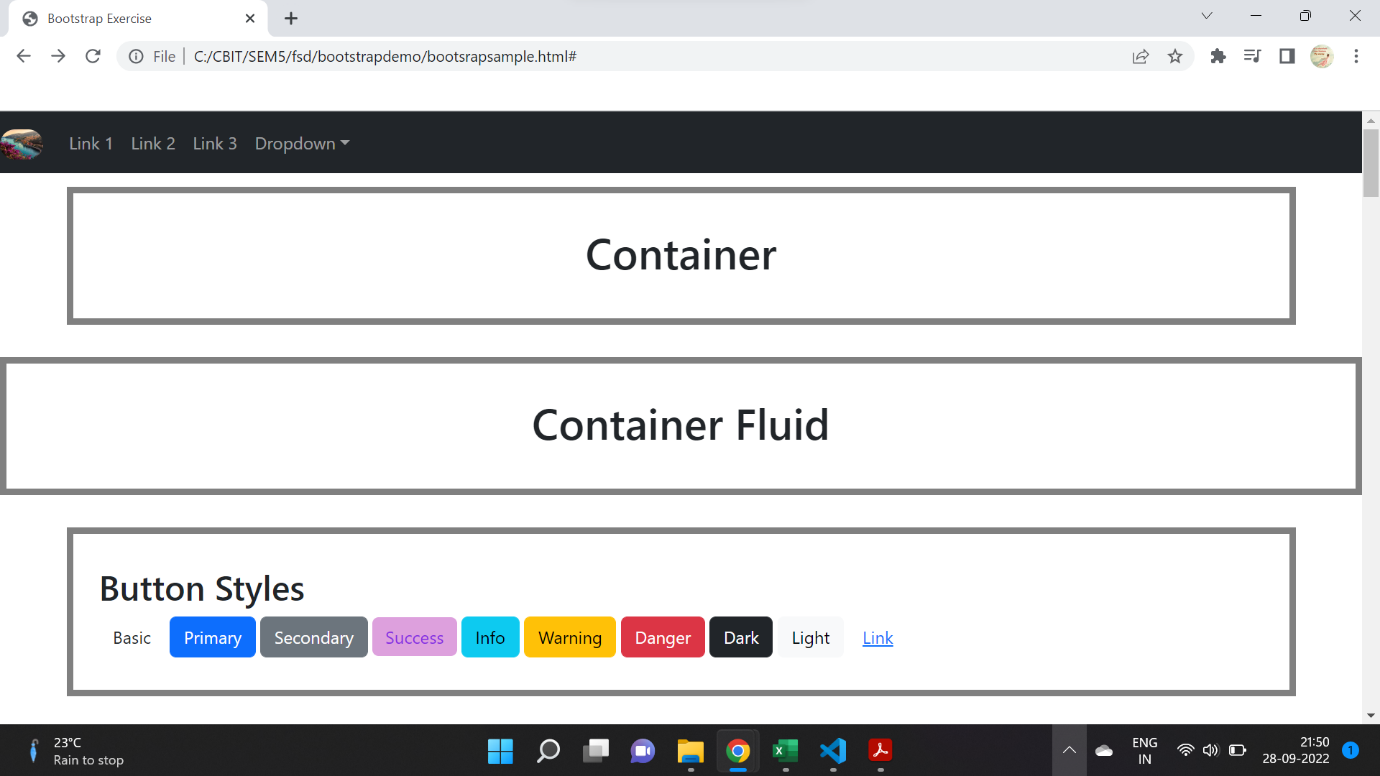 Bootstrap Exercise
File | C:/CBIT/SEM5/fsd/bootstrapdemo/bootsrapsample.html#
Link 1 Link 2 Link 3 Dropdown
Container
Container Fluid
Button Styles
Basic Primary Secondary Success Info Warning Danger Dark Light Link
23°C
Rain to stop
ENG
IN
21:50
28-09-2022
1